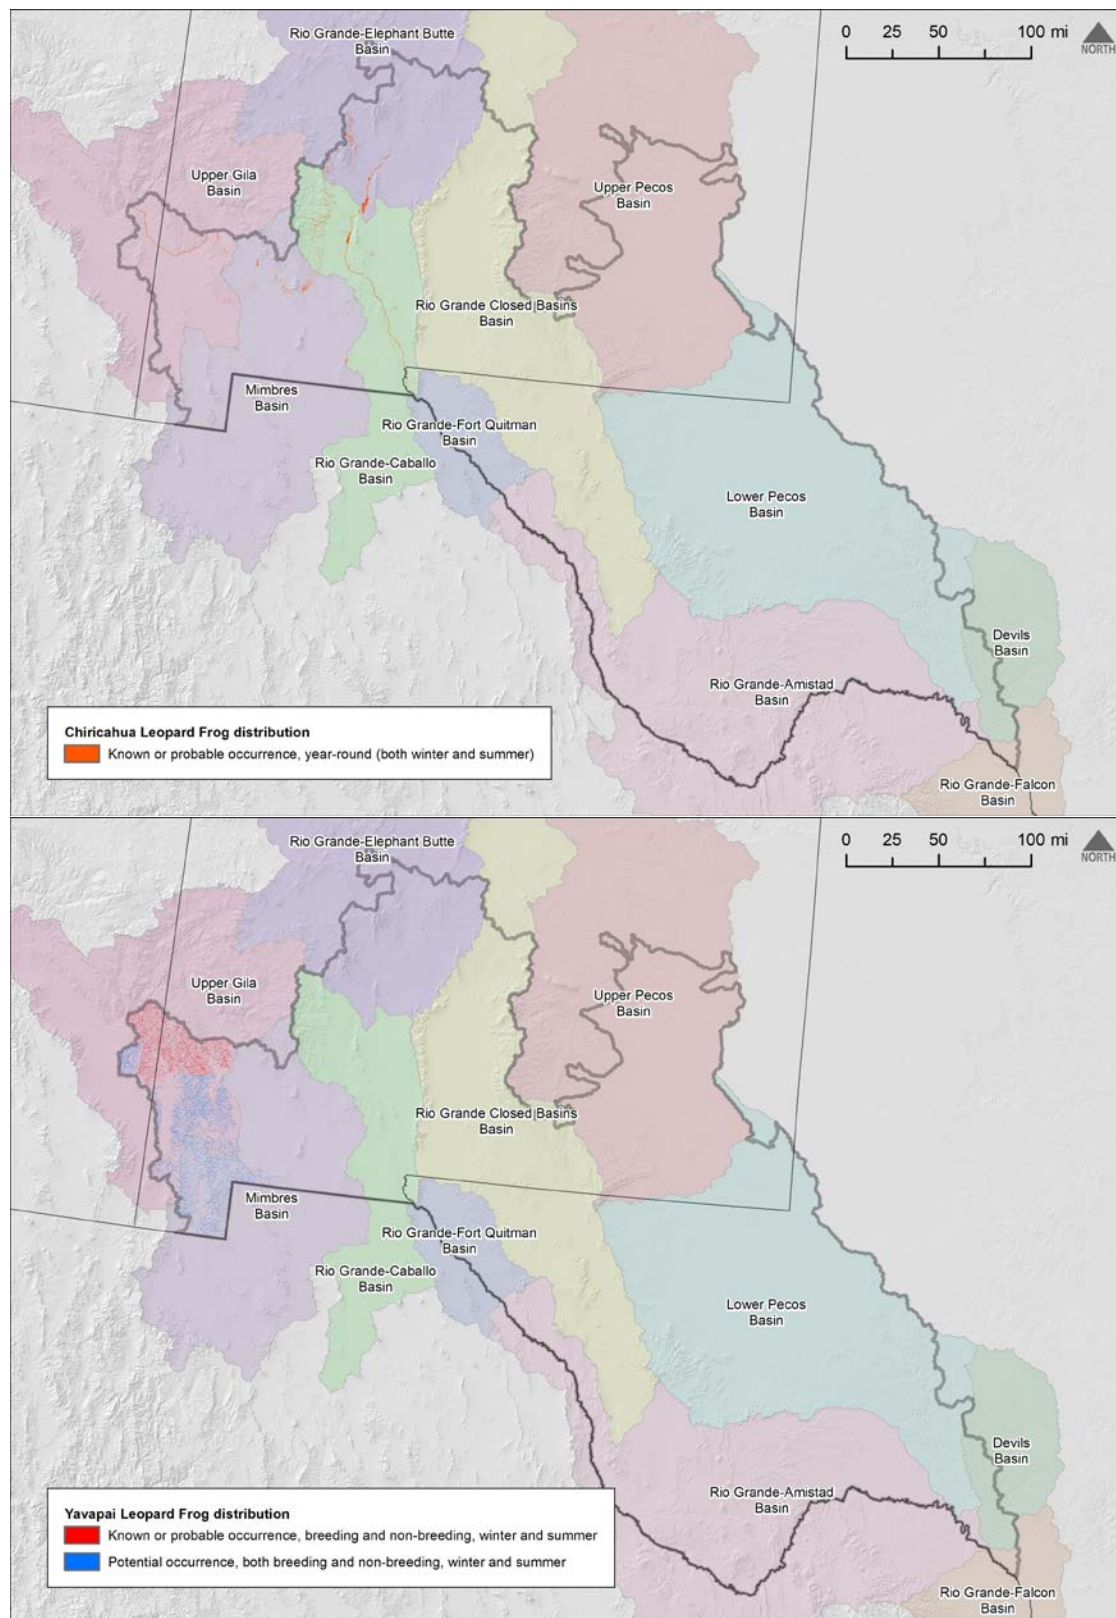 Rio Grande-Elephant Butte
Basin
0 25 50 100 mi
NORTH
Upper Gila
Basin
Upper Pecos
Basin
Rio Grande Closed Basins
Basin
Mimbres
Basin
Rio Grande-Fort Quitman
Basin
Rio Grande-Caballo
Basin
Lower Pecos
Basin
Devils
Basin
Rio Grande-Amistad
Basin
Rio Grande-Falcon
Basin
Chiricahua Leopard Frog distribution
Known or probable occurrence, year-round (both winter and summer)
Rio Grande-Elephant Butte
Basin
0 25 50 100 mi
NORTH
Upper Gila
Basin
Upper Pecos
Basin
Rio Grande Closed Basins
Basin
Mimbres
Basin
Rio Grande-Fort Quitman
Basin
Rio Grande-Caballo
Basin
Lower Pecos
Basin
Devils
Basin
Rio Grande-Amistad
Basin
Rio Grande-Falcon
Basin
Yavapai Leopard Frog distribution
Known or probable occurrence, breeding and non-breeding, winter and summer
Potential occurrence, both breeding and non-breeding, winter and summer